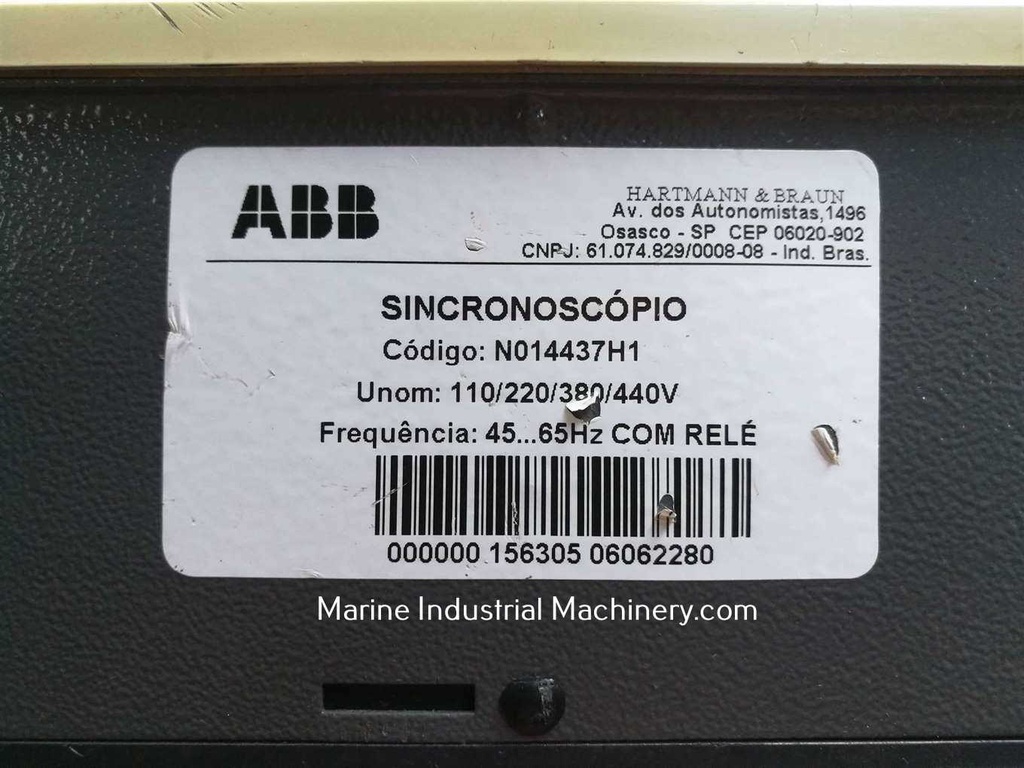 ABB
HARTMANN & BRAUN
Av. dos Autonomistas,1496
Osasco - SP CEP 06020-902
CNPJ: 61.074.829/0008-08 - Ind. Bras.
SINCRONOSCÓPIO
Código: N014437H1
Unom: 110/220/380/440V
Frequência: 45...65Hz COM RELÉ
000000 156305 06062280
Marine Industrial Machinery.com